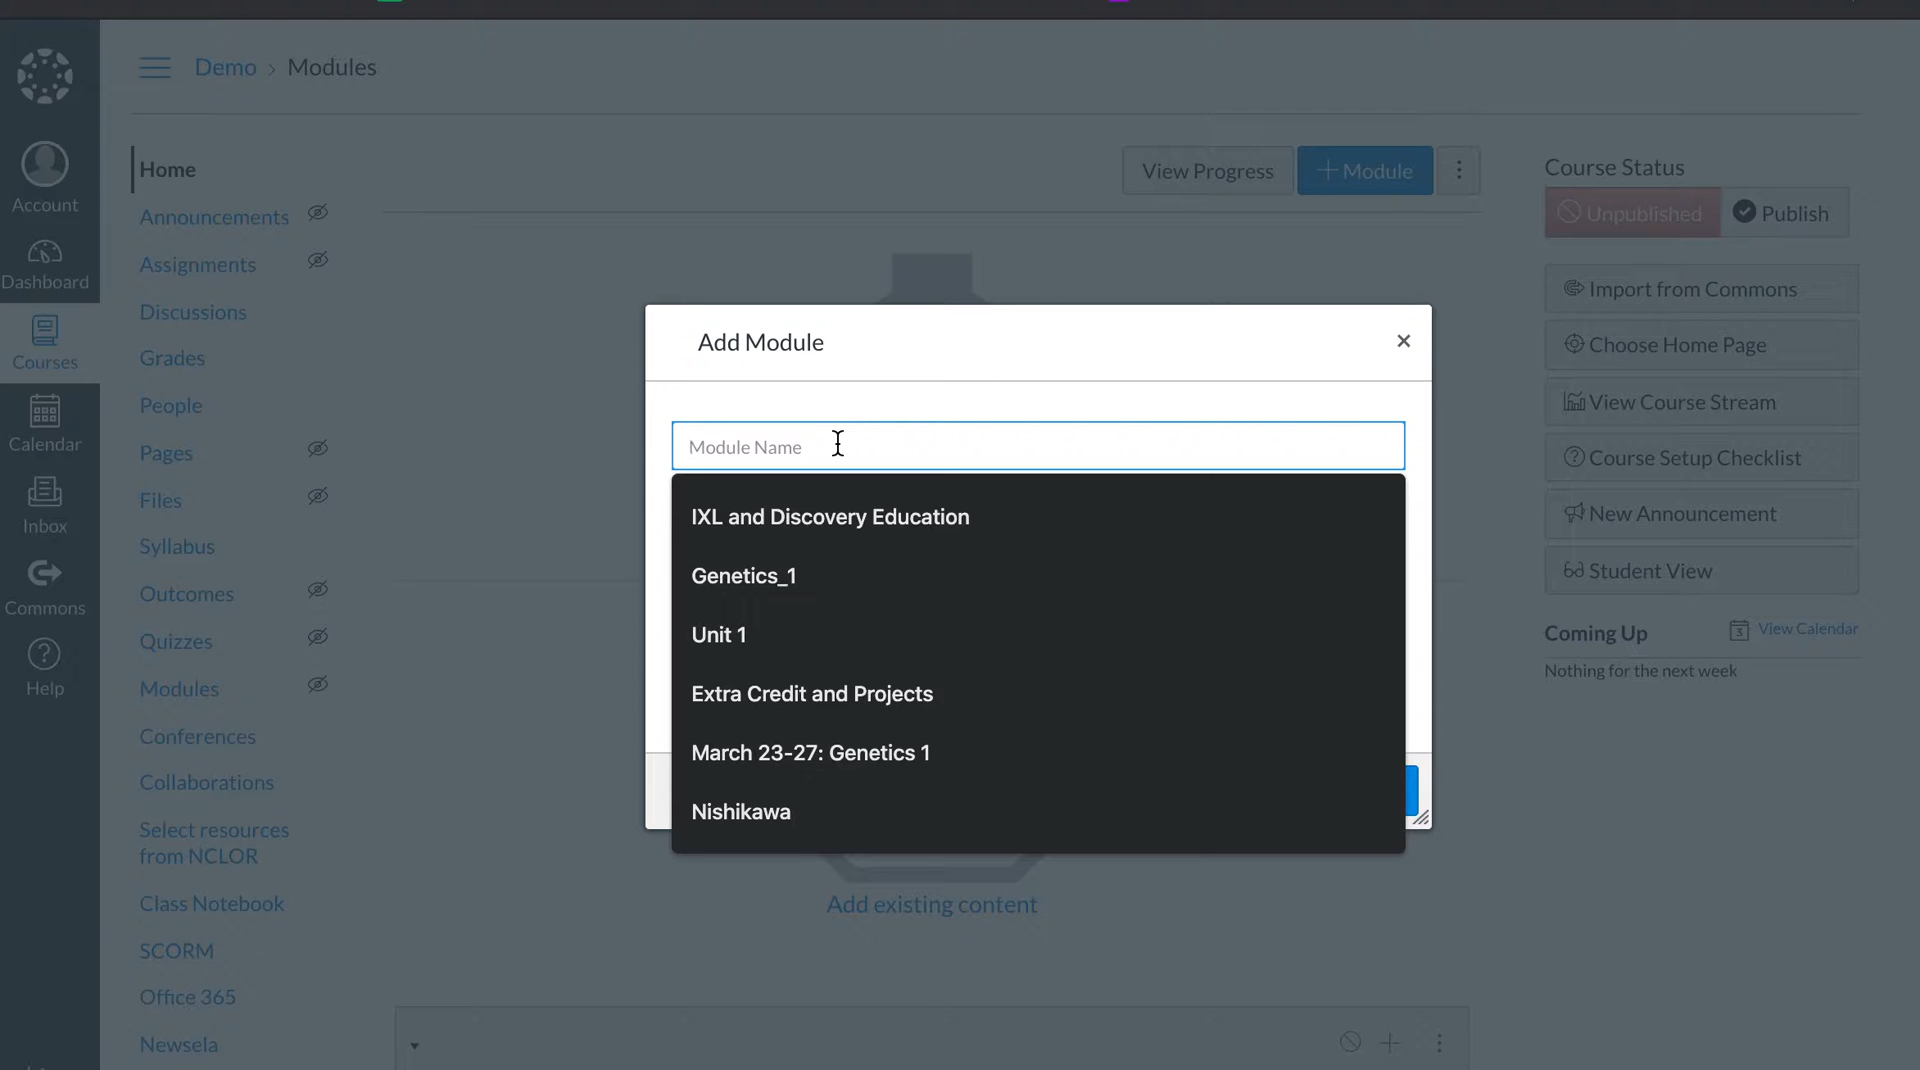 Demo > Modules
Account
Dashboard
Courses
Calendar
Inbox
Commons
Help
Home
Announcements
Assignments
Discussions
Grades
People
Pages
Files
Syllabus
Outcomes
Quizzes
Modules
Conferences
Collaborations
Select resources
from NCLOR
Class Notebook
SCORM
Office 365
Newsela
View Progress
+ Module
Add Module
Module Name
IXL and Discovery Education
Genetics_1
Unit 1
Extra Credit and Projects
March 23-27: Genetics 1
Nishikawa
Add existing content
Course Status
Unpublished
Publish
Import from Commons
Choose Home Page
View Course Stream
Course Setup Checklist
New Announcement
Student View
Coming Up
3
View Calendar
Nothing for the next week